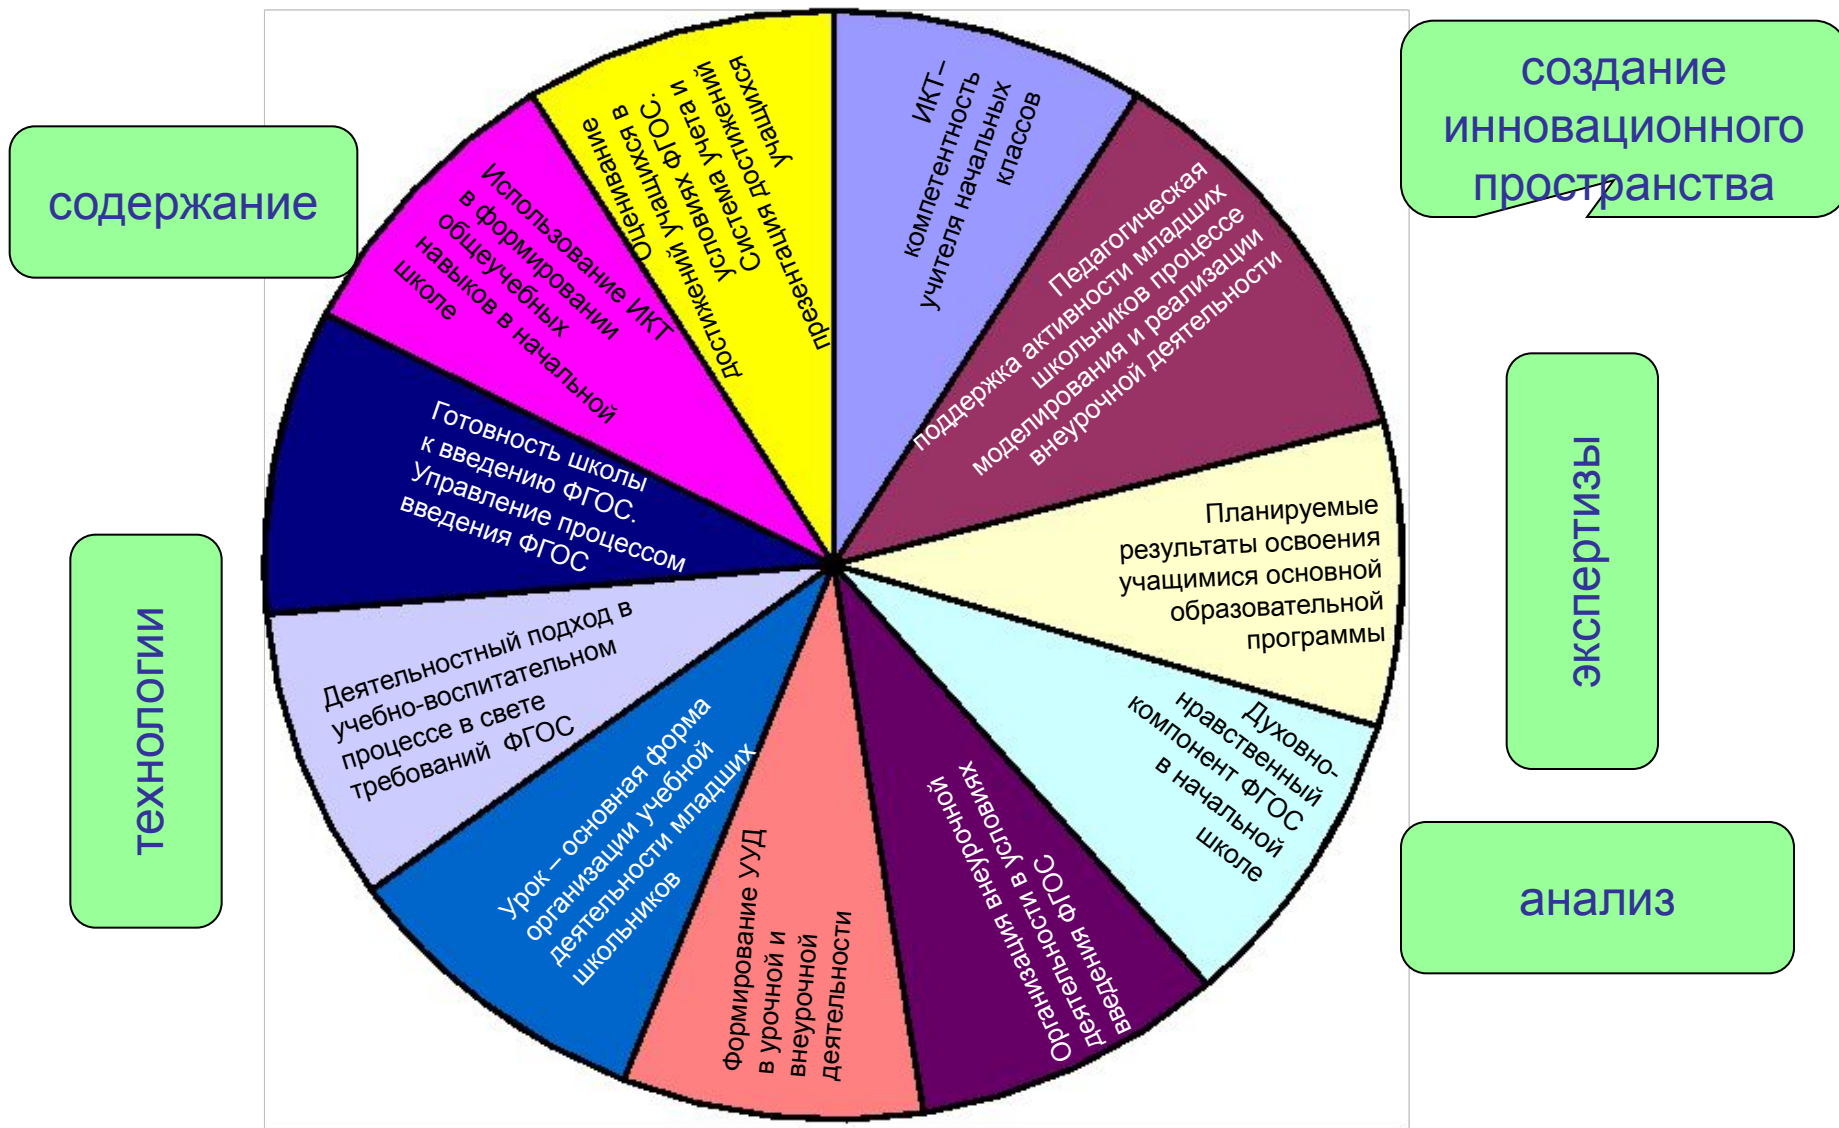 содержание
технологии
создание
инновационного
пространства
экспертизы
анализ
ИКТ–
компетентность
учителя начальных
классов
Педагогическая
поддержка активности младших
школьников процессе
моделирования и реализации
внеурочной деятельности
Планируемые
результаты освоения
учащимися основной
образовательной
программы
Духовно-
нравственный
компонент ФГОС
в начальной
школе
Организация внеурочной
деятельности в условиях
введения ФГОС
Формирование УУД
в урочной и
внеурочной
деятельности
Урок – основная форма
организации учебной
деятельности младших
школьников
Деятельностный подход в
учебно-воспитательном
процессе в свете
требований ФГОС
Готовность школы
к введению ФГОС.
Управление процессом
введения ФГОС
Использование ИКТ
в формировании
общеучебных
навыков в начальной
школе
Оценивание
достижений учащихся в
условиях ФГОС.
Система учета и
презентация достижений
учащихся